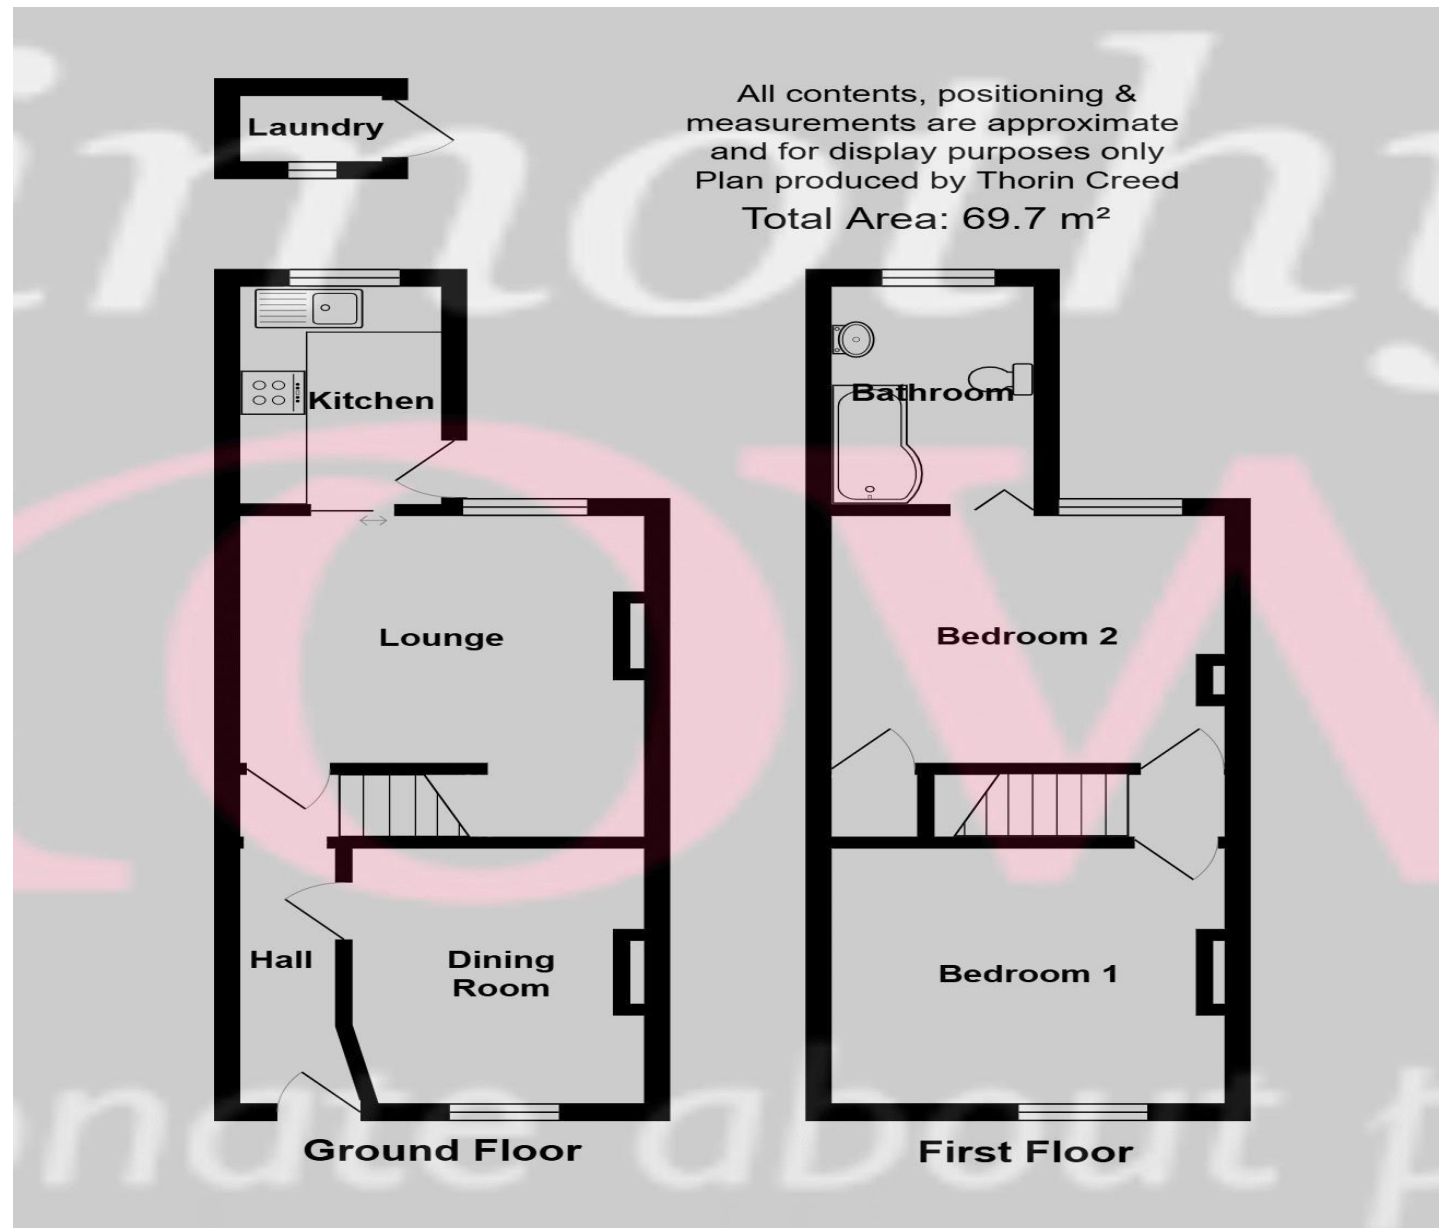 Laundry
All contents, positioning &
measurements are approximate
and for display purposes only
Plan produced by Thorin Creed
Total Area: 69.7 m²
Kitchen
Bathroom
Lounge
Bedroom 2
Hall
Dining
Room
Bedroom 1
Ground Floor
First Floor
about